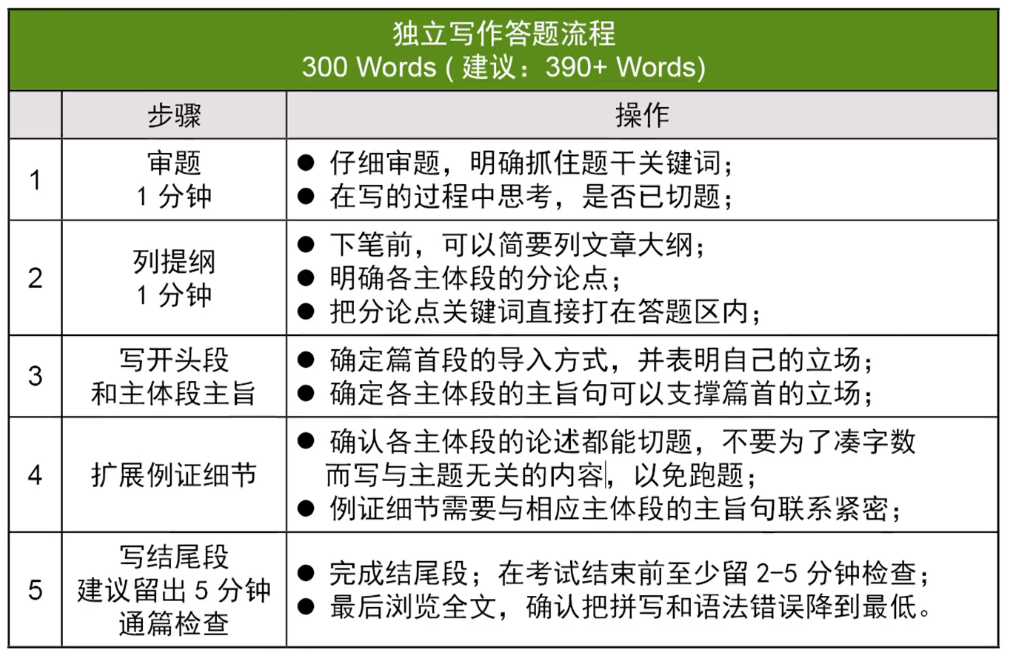 独立写作答题流程
300 Words ( 建议：390+ Words)
步骤
操作
1
审题
1 分钟
● 仔细审题，明确抓住题干关键词；
● 在写的过程中思考，是否已切题；
2
列提纲
1 分钟
● 下笔前，可以简要列文章大纲；
● 明确各主体段的分论点；
● 把分论点关键词直接打在答题区内；
3
写开头段
和主体段主旨
● 确定篇首段的导入方式，并表明自己的立场；
● 确定各主体段的主旨句可以支撑篇首的立场；
4
扩展例证细节
● 确认各主体段的论述都能切题，不要为了凑字数
而写与主题无关的内容，以免跑题；
● 例证细节需要与相应主体段的主旨句联系紧密；
5
写结尾段
建议留出 5 分钟
通篇检查
● 完成结尾段；在考试结束前至少留 2-5 分钟检查；
● 最后浏览全文，确认把拼写和语法错误降到最低。